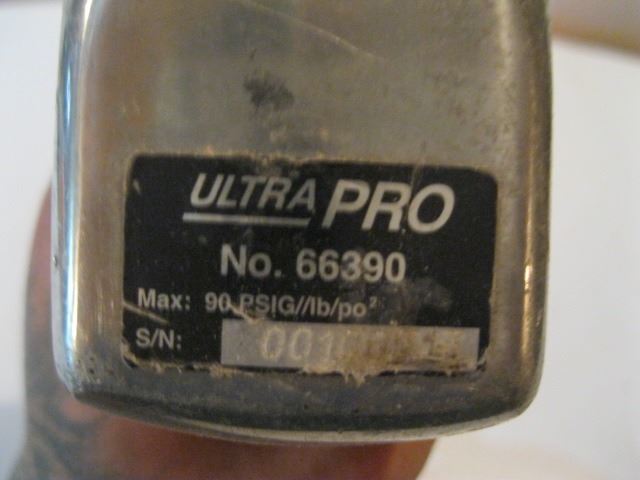 ULTRA PRO
No. 66390
Max: 90 PSIG//lb/po²
S/N: